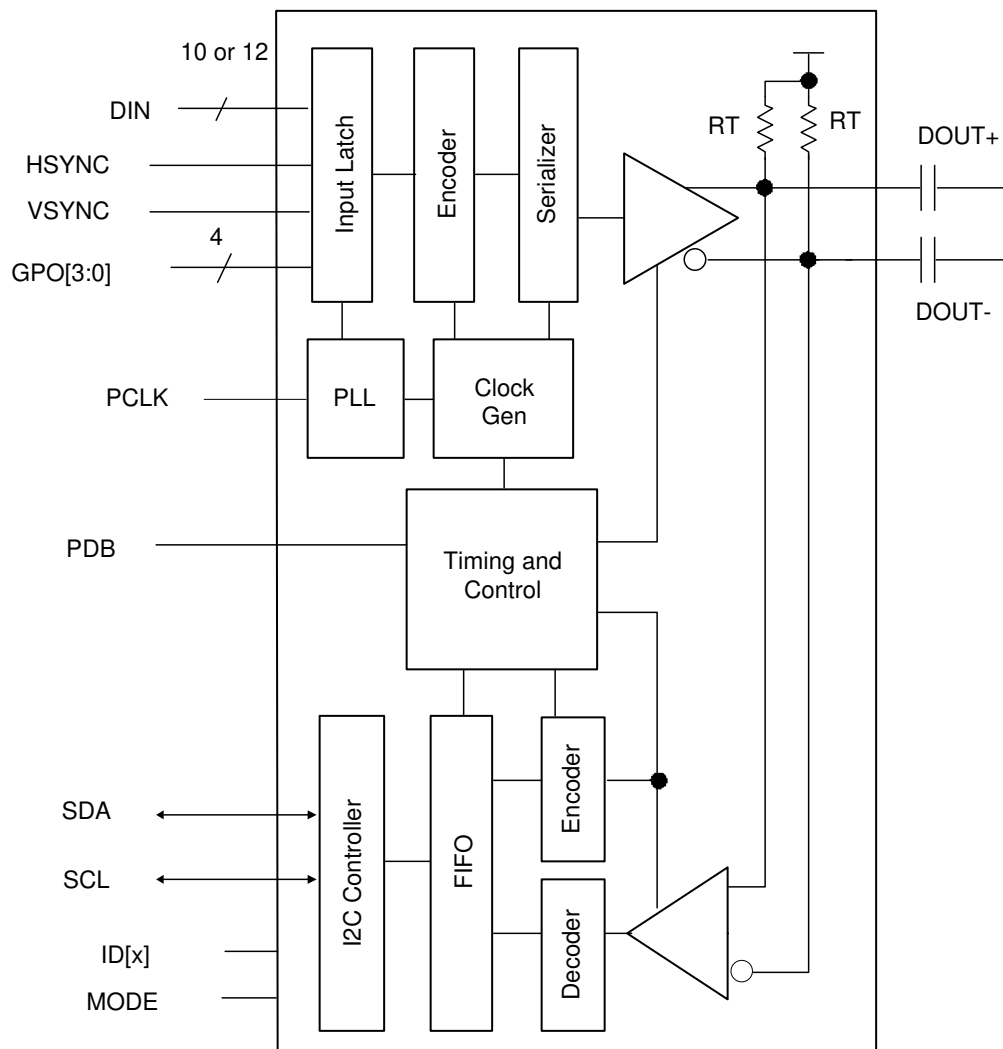 10 or 12
DIN
HSYNC
VSYNC
4
GPO[3:0]
Input Latch
Encoder
Serializer
RT
RT
DOUT+
DOUT-
PCLK
PLL
Clock
Gen
PDB
Timing and
Control
SDA
SCL
ID[x]
MODE
I2C Controller
FIFO
Encoder
Decoder